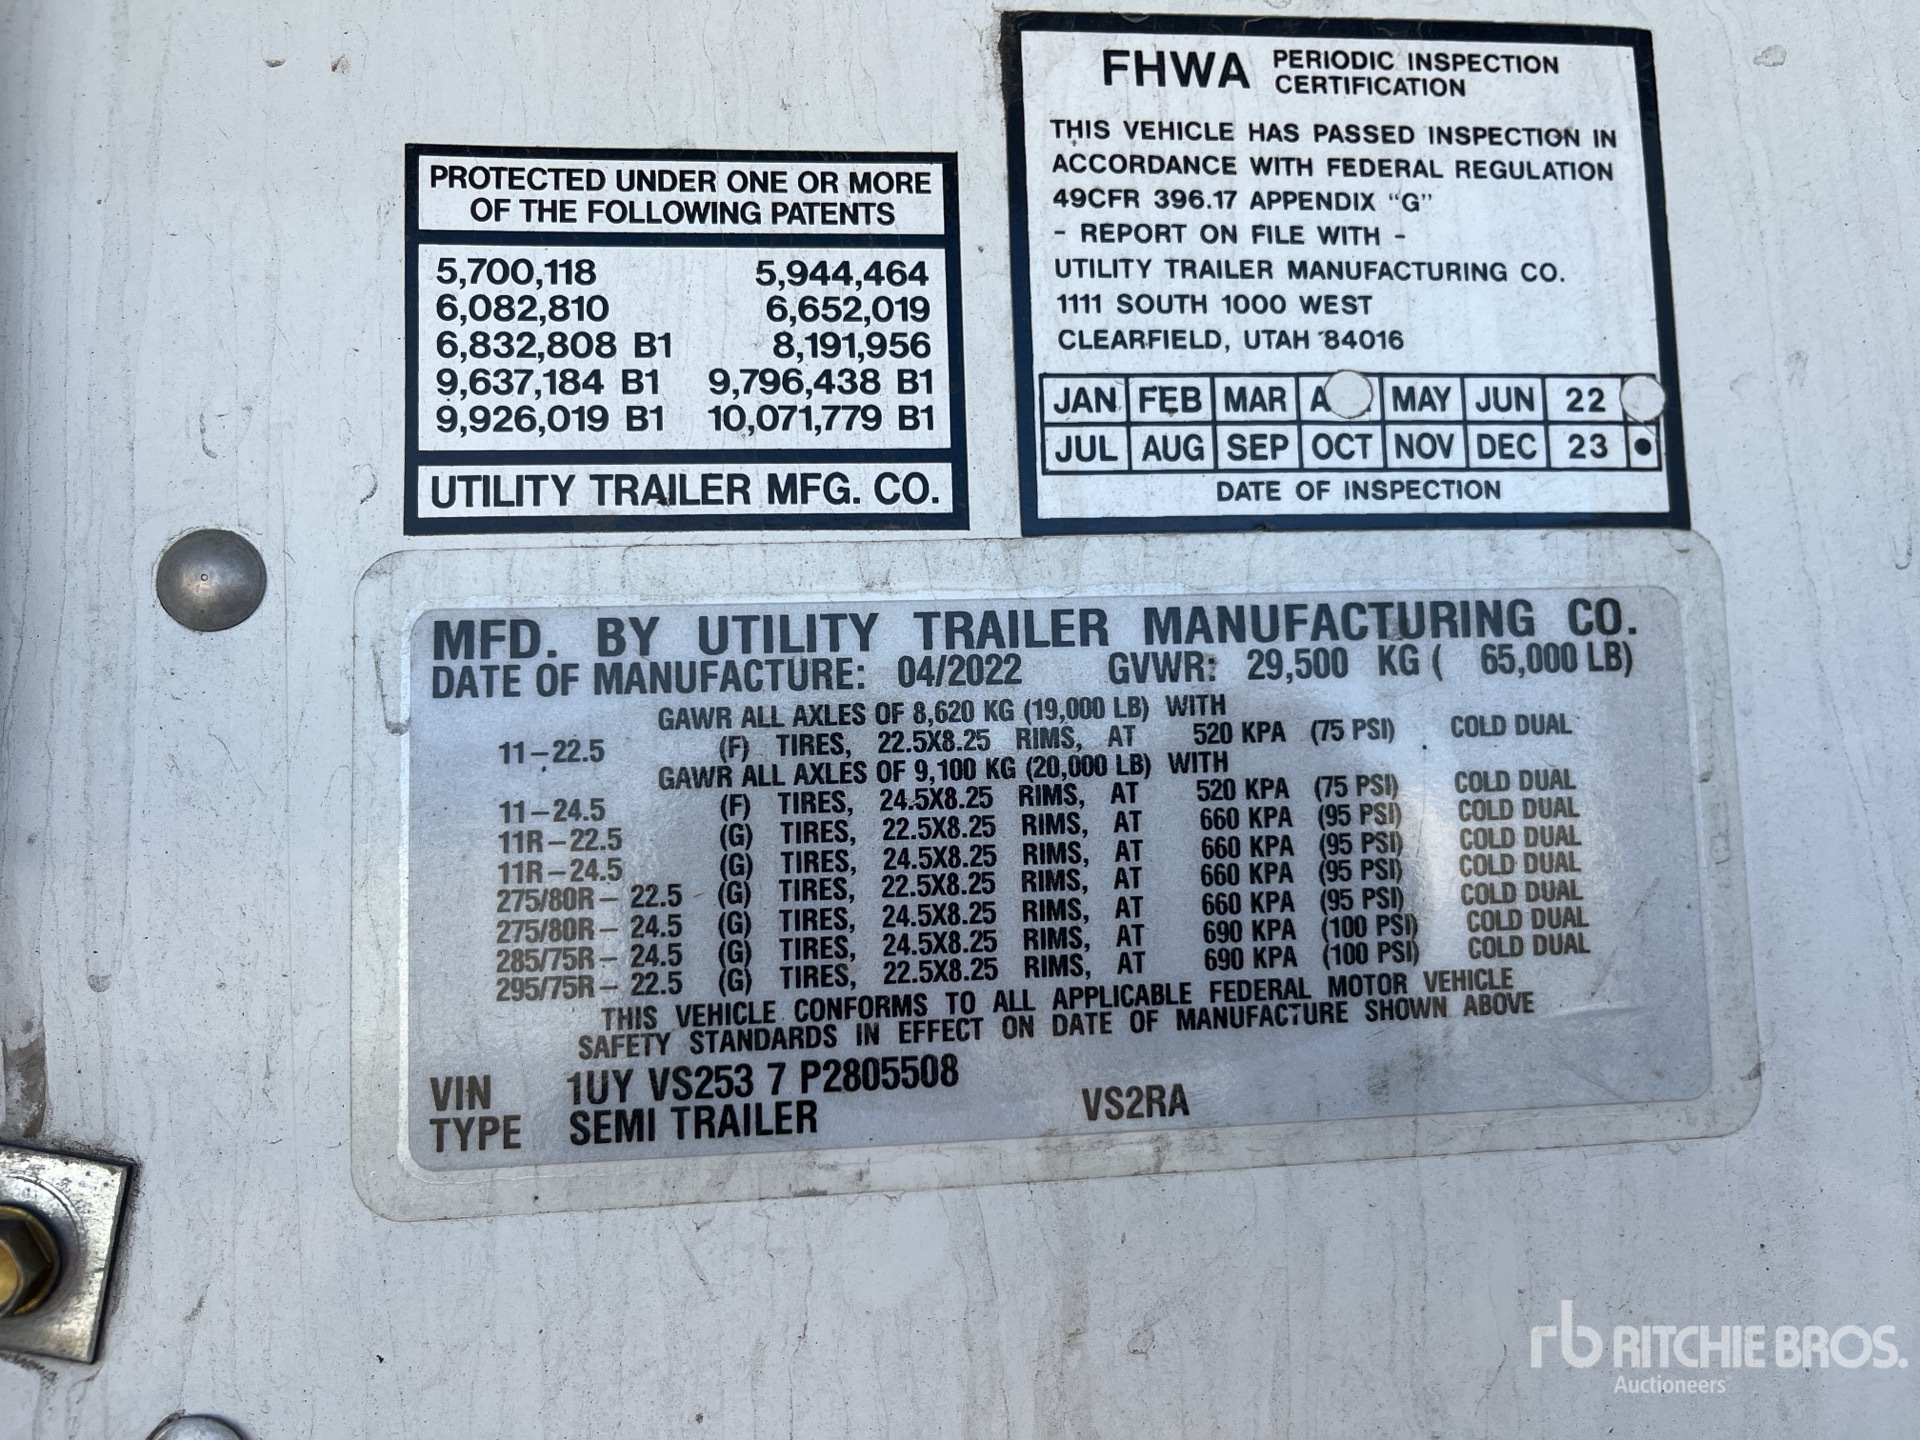 PROTECTED UNDER ONE OR MORE
OF THE FOLLOWING PATENTS
5,700,118 5,944,464
6,082,810 6,652,019
6,832,808 B1 8,191,956
9,637,184 B1 9,796,438 B1
9,926,019 B1 10,071,779 B1
UTILITY TRAILER MFG. CO.
FHWA PERIODIC INSPECTION
CERTIFICATION
THIS VEHICLE HAS PASSED INSPECTION IN
ACCORDANCE WITH FEDERAL REGULATION
49CFR 396.17 APPENDIX "G"
- REPORT ON FILE WITH -
UTILITY TRAILER MANUFACTURING CO.
1111 SOUTH 1000 WEST
CLEARFIELD, UTAH 84016
JAN FEB MAR A MAY JUN 22
JUL AUG SEP OCT NOV DEC 23 •
DATE OF INSPECTION
MFD. BY UTILITY TRAILER MANUFACTURING CO.
DATE OF MANUFACTURE: 04/2022 GVWR: 29,500 KG ( 65,000 LB)
GAWR ALL AXLES OF 8,620 KG (19,000 LB) WITH
11-22.5 (F) TIRES, 22.5X8.25 RIMS, AT 520 KPA (75 PSI) COLD DUAL
GAWR ALL AXLES OF 9,100 KG (20,000 LB) WITH
11-24.5 (F) TIRES, 24.5X8.25 RIMS, AT 520 KPA (75 PSI) COLD DUAL
11R-22.5 (G) TIRES, 22.5X8.25 RIMS, AT 660 KPA (95 PSI) COLD DUAL
11R-24.5 (G) TIRES, 24.5X8.25 RIMS, AT 660 KPA (95 PSI) COLD DUAL
275/80R-22.5 (G) TIRES, 22.5X8.25 RIMS, AT 660 KPA (95 PSI) COLD DUAL
275/80R-24.5 (G) TIRES, 24.5X8.25 RIMS, AT 660 KPA (95 PSI) COLD DUAL
285/75R-24.5 (G) TIRES, 24.5X8.25 RIMS, AT 690 KPA (100 PSI) COLD DUAL
295/75R-22.5 (G) TIRES, 22.5X8.25 RIMS, AT 690 KPA (100 PSI) COLD DUAL
THIS VEHICLE CONFORMS TO ALL APPLICABLE FEDERAL MOTOR VEHICLE
SAFETY STANDARDS IN EFFECT ON DATE OF MANUFACTURE SHOWN ABOVE
VIN 1UY VS253 7 P2805508
TYPE SEMI TRAILER VS2RA
rb RITCHIE BROS.
Auctioneers